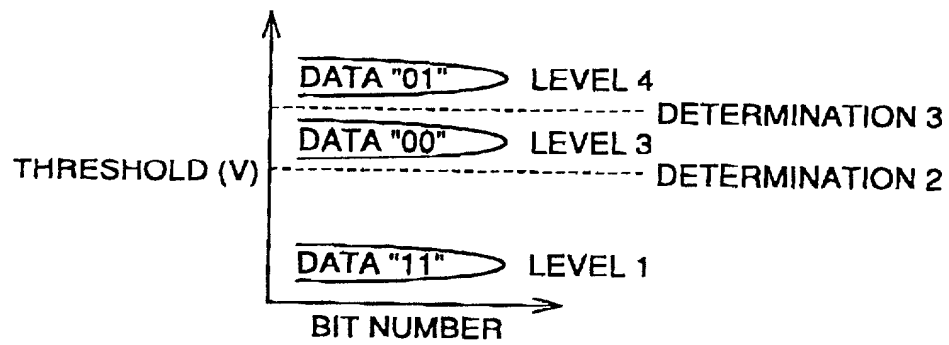 DATA "01" LEVEL 4
DETERMINATION 3
DATA "00" LEVEL 3
THRESHOLD (V)
DETERMINATION 2
DATA "11" LEVEL 1
BIT NUMBER